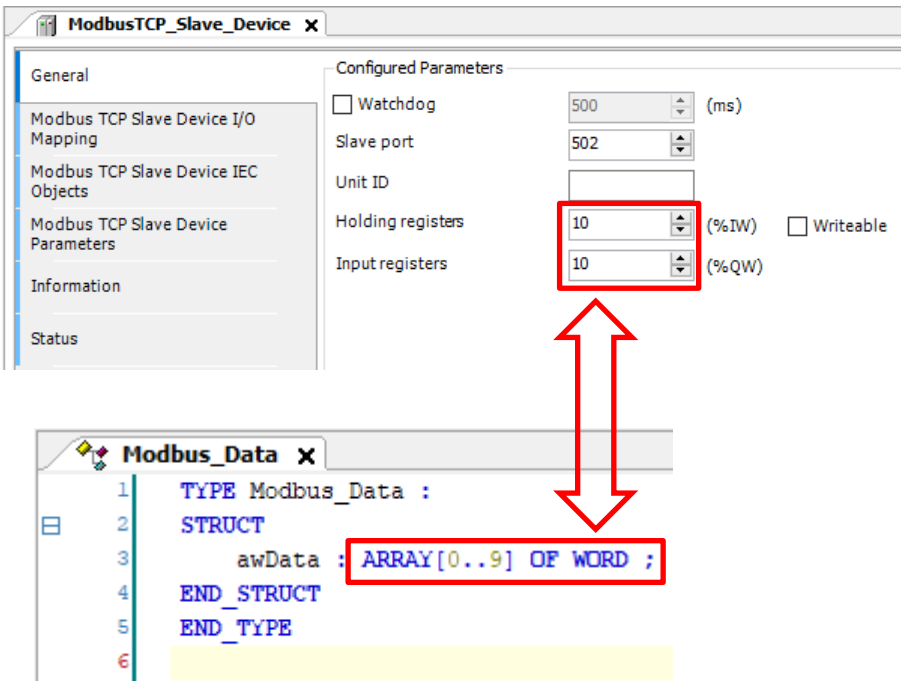 ModbusTCP_Slave_Device X
General
Modbus TCP Slave Device I/O
Mapping
Modbus TCP Slave Device IEC
Objects
Modbus TCP Slave Device
Parameters
Information
Status
Configured Parameters
Watchdog 500 (ms)
Slave port 502
Unit ID
Holding registers 10 (%IW) Writeable
Input registers 10 (%QW)
Modbus_Data X
1 TYPE Modbus_Data :
2 STRUCT
3 awData : ARRAY[0..9] OF WORD ;
4 END_STRUCT
5 END_TYPE
6